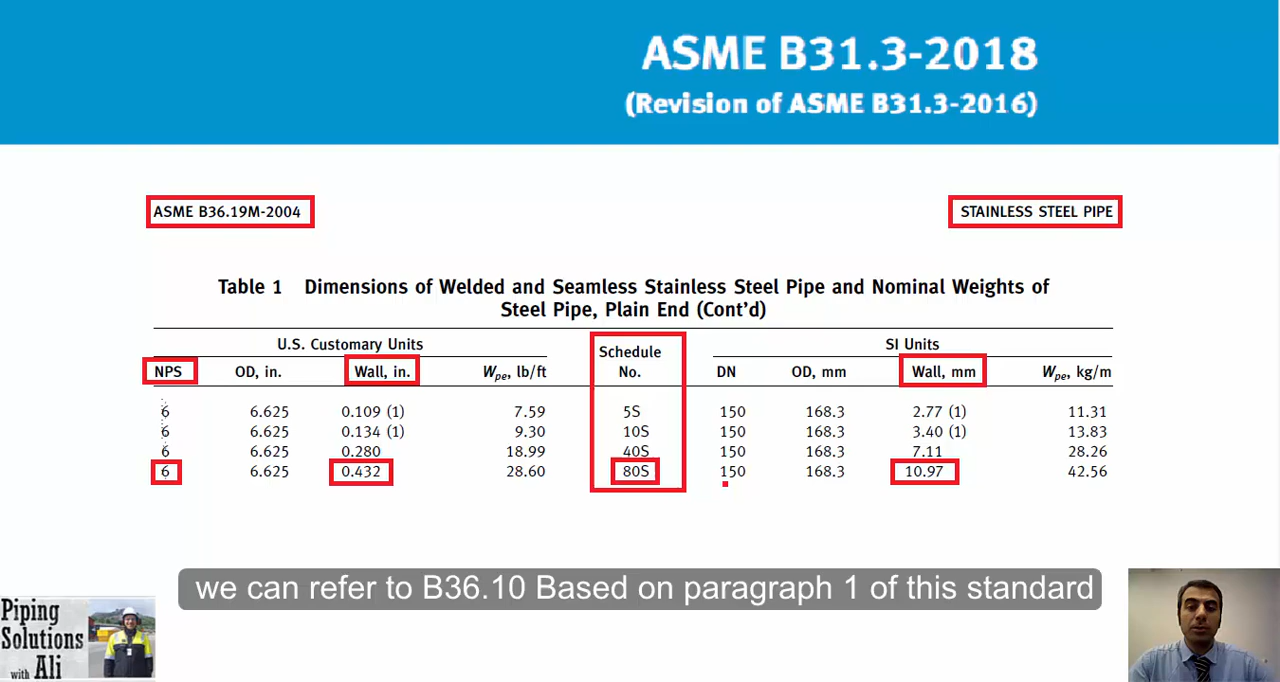 ASME B31.3-2018
(Revision of ASME B31.3-2016)
ASME B36.19M-2004 STAINLESS STEEL PIPE
Table 1 Dimensions of Welded and Seamless Stainless Steel Pipe and Nominal Weights of
Steel Pipe, Plain End (Cont'd)
U.S. Customary Units Schedule No. SI Units
NPS OD, in. Wall, in. Wpe, lb/ft DN OD, mm Wall, mm Wpe, kg/m
6 6.625 0.109 (1) 7.59 5S 150 168.3 2.77 (1) 11.31
6 6.625 0.134 (1) 9.30 10S 150 168.3 3.40 (1) 13.83
6 6.625 0.280 18.99 40S 150 168.3 7.11 28.26
6 6.625 0.432 28.60 80S 150 168.3 10.97 42.56
we can refer to B36.10 Based on paragraph 1 of this standard
Piping
Solutions
with Ali